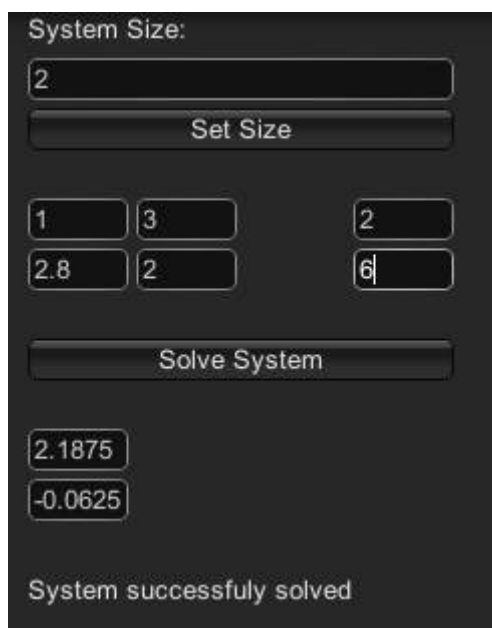 System Size:
2
Set Size
1 3 2
2.8 2 6
Solve System
2.1875
-0.0625
System successfuly solved